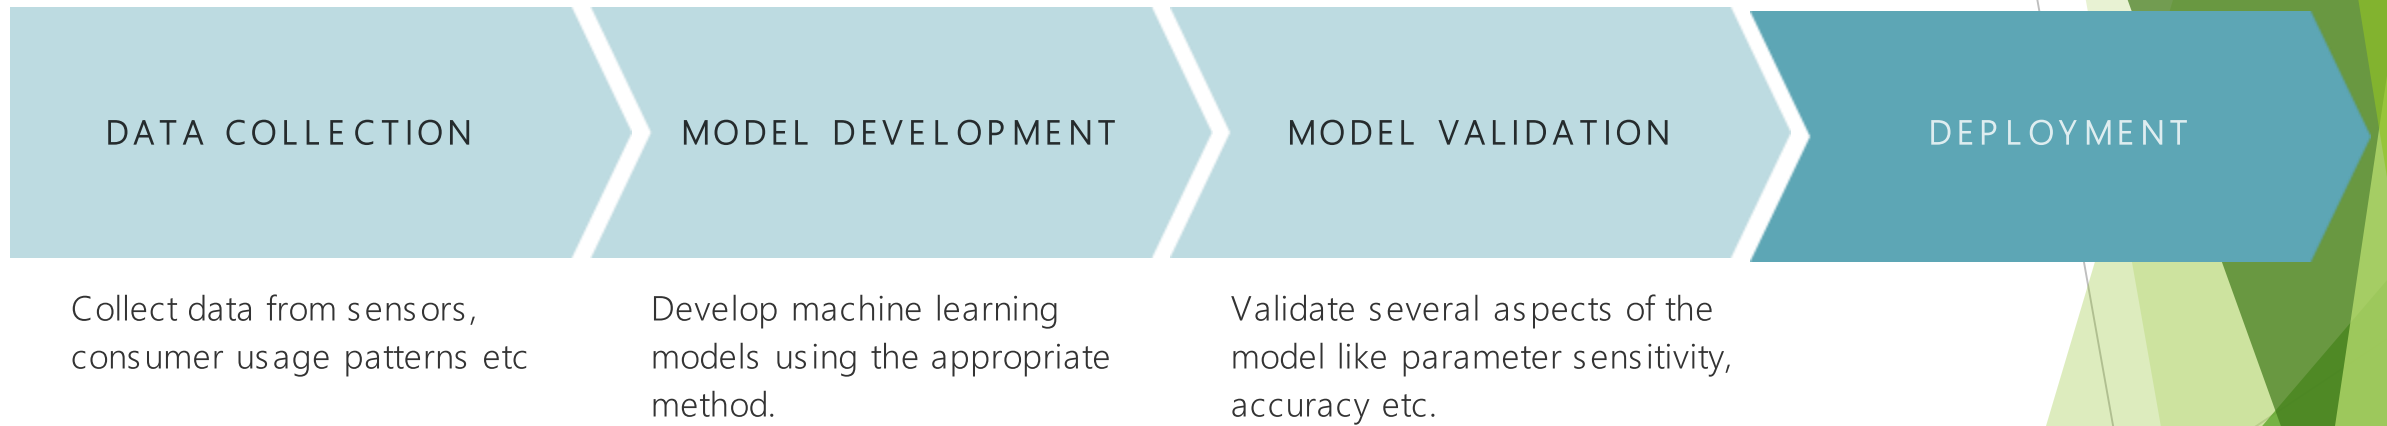 DATA COLLECTION
MODEL DEVELOPMENT
MODEL VALIDATION
DEPLOYMENT
Collect data from sensors,
consumer usage patterns etc
Develop machine learning
models using the appropriate
method.
Validate several aspects of the
model like parameter sensitivity,
accuracy etc.